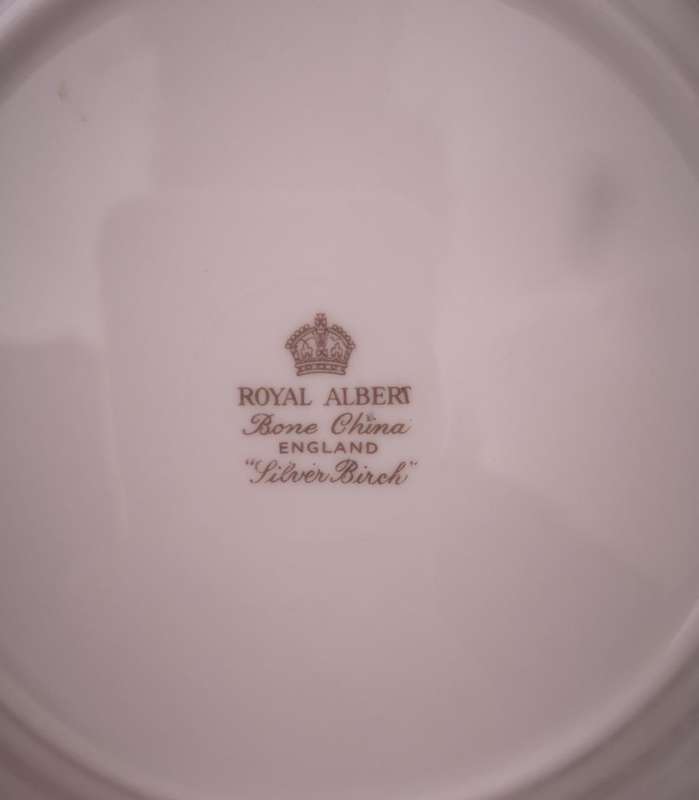 ROYAL ALBERT
Bone China
ENGLAND
"Silver Birch"